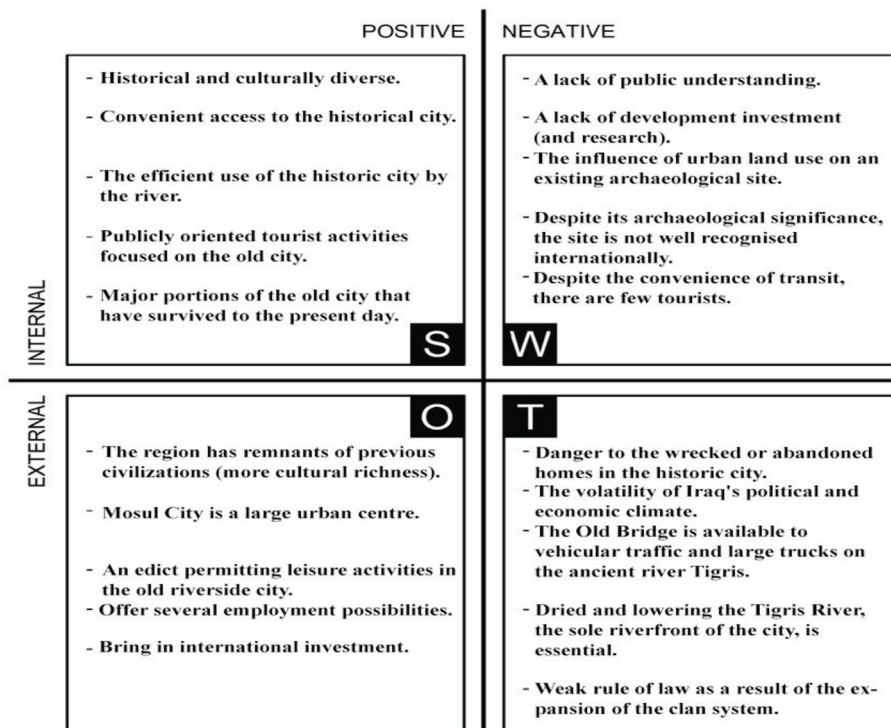 POSITIVE
NEGATIVE
INTERNAL
- Historical and culturally diverse.
- Convenient access to the historical city.
- The efficient use of the historic city by
the river.
- Publicly oriented tourist activities
focused on the old city.
- Major portions of the old city that
have survived to the present day.
S
- A lack of public understanding.
- A lack of development investment
(and research).
- The influence of urban land use on an
existing archaeological site.
- Despite its archaeological significance,
the site is not well recognised
internationally.
- Despite the convenience of transit,
there are few tourists.
W
EXTERNAL
O
- The region has remnants of previous
civilizations (more cultural richness).
- Mosul City is a large urban centre.
- An edict permitting leisure activities in
the old riverside city.
- Offer several employment possibilities.
- Bring in international investment.
T
- Danger to the wrecked or abandoned
homes in the historic city.
- The volatility of Iraq's political and
economic climate.
- The Old Bridge is available to
vehicular traffic and large trucks on
the ancient river Tigris.
- Dried and lowering the Tigris River,
the sole riverfront of the city, is
essential.
- Weak rule of law as a result of the ex-
pansion of the clan system.